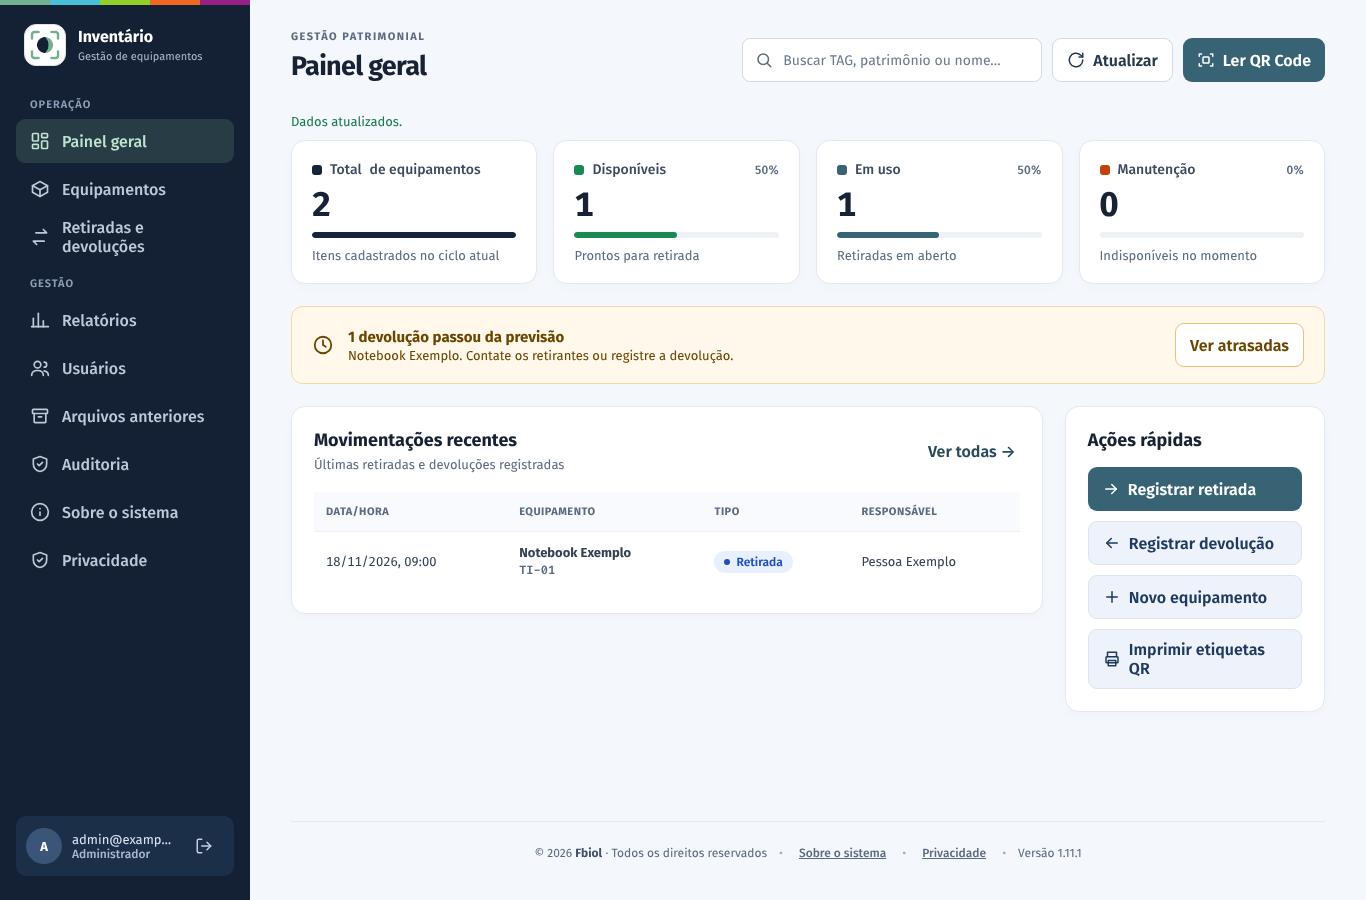 Inventário
Gestão de equipamentos
OPERAÇÃO
Painel geral
Equipamentos
Retiradas e
devoluções
GESTÃO
Relatórios
Usuários
Arquivos anteriores
Auditoria
Sobre o sistema
Privacidade
A
admin@examp...
Administrador
GESTÃO PATRIMONIAL
Painel geral
Buscar TAG, patrimônio ou nome...
Atualizar
Ler QR Code
Dados atualizados.
Total de equipamentos
2
Itens cadastrados no ciclo atual
Disponíveis 50%
1
Prontos para retirada
Em uso 50%
1
Retiradas em aberto
Manutenção 0%
0
Indisponíveis no momento
1 devolução passou da previsão
Notebook Exemplo. Contate os retirantes ou registre a devolução.
Ver atrasadas
Movimentações recentes
Últimas retiradas e devoluções registradas
Ver todas →
DATA/HORA EQUIPAMENTO TIPO RESPONSÁVEL
18/11/2026, 09:00 Notebook Exemplo Retirada Pessoa Exemplo
TI-01
Ações rápidas
→ Registrar retirada
← Registrar devolução
+ Novo equipamento
Imprimir etiquetas
QR
© 2026 Fbiol · Todos os direitos reservados • Sobre o sistema • Privacidade • Versão 1.11.1